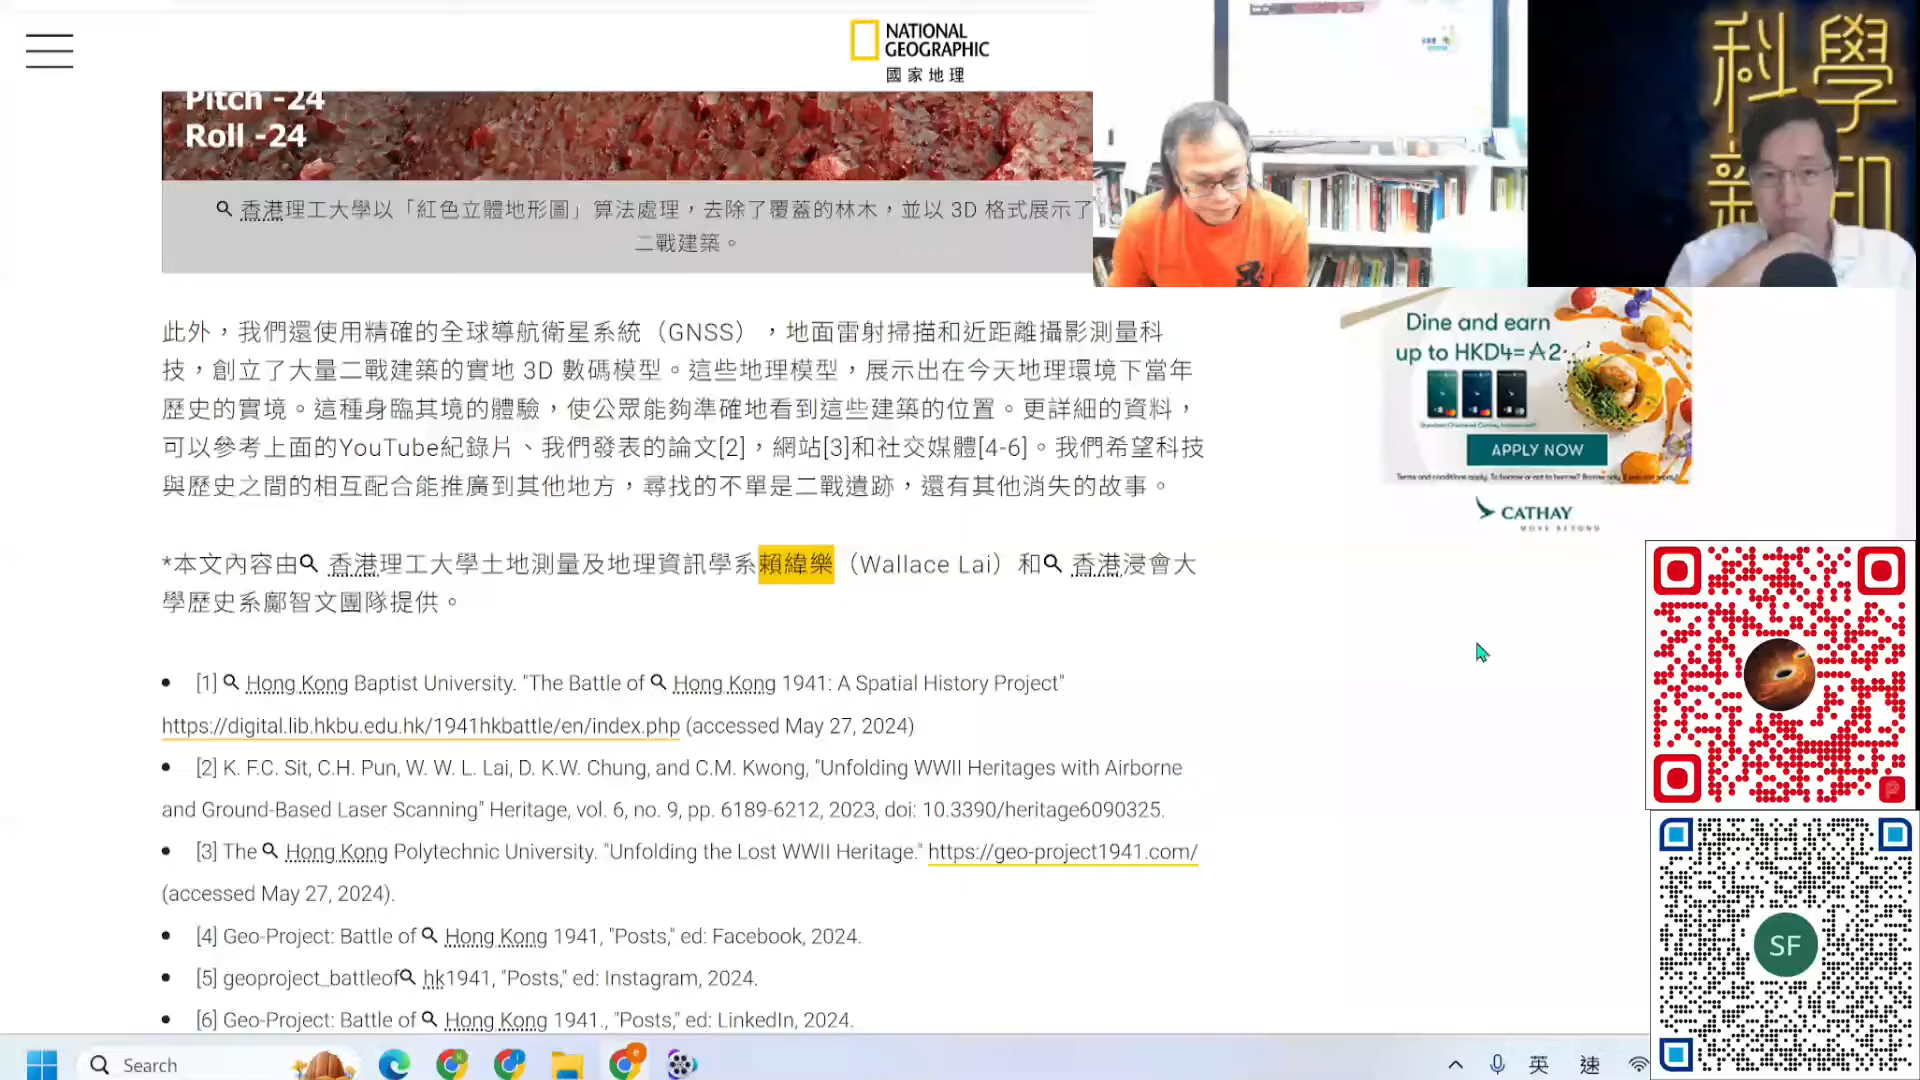 NATIONAL
GEOGRAPHIC
國家地理
Pitch -24
Roll -24
香港理工大學以「紅色立體地形圖」算法處理，去除了覆蓋的林木，並以 3D 格式展示了
二戰建築。
此外，我們還使用精確的全球導航衛星系統（GNSS），地面雷射掃描和近距離攝影測量科
技，創立了大量二戰建築的實地 3D 數碼模型。這些地理模型，展示出在今天地理環境下當年
歷史的實境。這種身臨其境的體驗，使公眾能夠準確地看到這些建築的位置。更詳細的資料，
可以參考上面的YouTube紀錄片、我們發表的論文[2]，網站[3]和社交媒體[4-6]。我們希望科技
與歷史之間的相互配合能推廣到其他地方，尋找的不單是二戰遺跡，還有其他消失的故事。
*本文內容由 香港理工大學土地測量及地理資訊學系賴緯樂（Wallace Lai）和 香港浸會大
學歷史系鄺智文團隊提供。
[1] Hong Kong Baptist University. "The Battle of Hong Kong 1941: A Spatial History Project"
https://digital.lib.hkbu.edu.hk/1941hkbattle/en/index.php (accessed May 27, 2024)
[2] K. F.C. Sit, C.H. Pun, W. W. L. Lai, D. K.W. Chung, and C.M. Kwong, "Unfolding WWII Heritages with Airborne
and Ground-Based Laser Scanning" Heritage, vol. 6, no. 9, pp. 6189-6212, 2023, doi: 10.3390/heritage6090325.
[3] The Hong Kong Polytechnic University. "Unfolding the Lost WWII Heritage." https://geo-project1941.com/
(accessed May 27, 2024).
[4] Geo-Project: Battle of Hong Kong 1941, "Posts," ed: Facebook, 2024.
[5] geoproject_battleof hk1941, "Posts," ed: Instagram, 2024.
[6] Geo-Project: Battle of Hong Kong 1941., "Posts," ed: LinkedIn, 2024.
科學
新知
Dine and earn
up to HKD4=A2
APPLY NOW
CATHAY
MOVE BEYOND
SF
Search
英
速